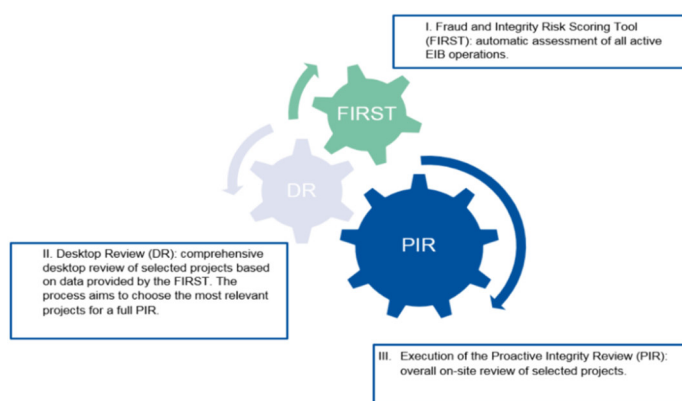 I. Fraud and Integrity Risk Scoring Tool
(FIRST): automatic assessment of all active
EIB operations.
FIRST
DR
PIR
II. Desktop Review (DR): comprehensive
desktop review of selected projects based
on data provided by the FIRST. The
process aims to choose the most relevant
projects for a full PIR.
III. Execution of the Proactive Integrity Review (PIR):
overall on-site review of selected projects.